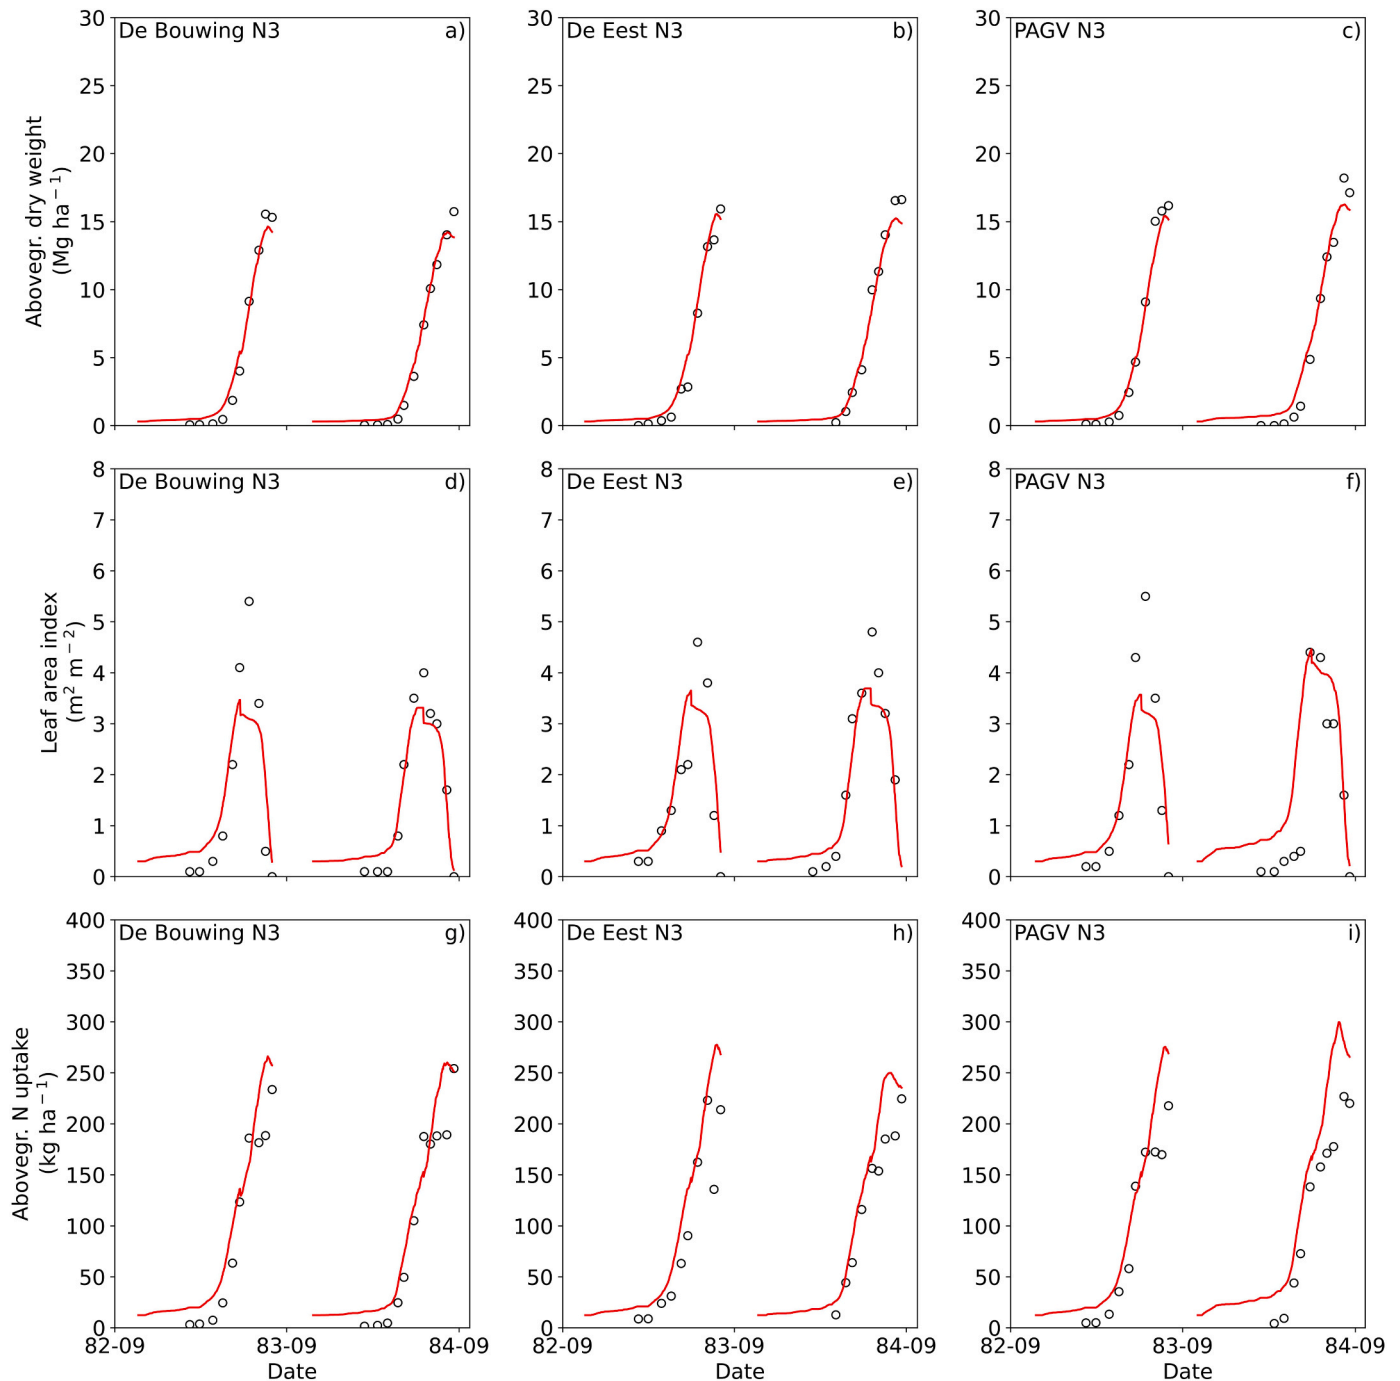 De Bouwing N3 a)
De Eest N3 b)
PAGV N3 c)
30 25 20 15 10 5 0
30 25 20 15 10 5 0
30 25 20 15 10 5 0
Abovegr. dry weight
(Mg ha⁻¹)
De Bouwing N3 d)
De Eest N3 e)
PAGV N3 f)
8 7 6 5 4 3 2 1 0
8 7 6 5 4 3 2 1 0
8 7 6 5 4 3 2 1 0
Leaf area index
(m² m⁻²)
De Bouwing N3 g)
De Eest N3 h)
PAGV N3 i)
400 350 300 250 200 150 100 50 0
400 350 300 250 200 150 100 50 0
400 350 300 250 200 150 100 50 0
Abovegr. N uptake
(kg ha⁻¹)
82-09 83-09 84-09
82-09 83-09 84-09
82-09 83-09 84-09
Date
Date
Date